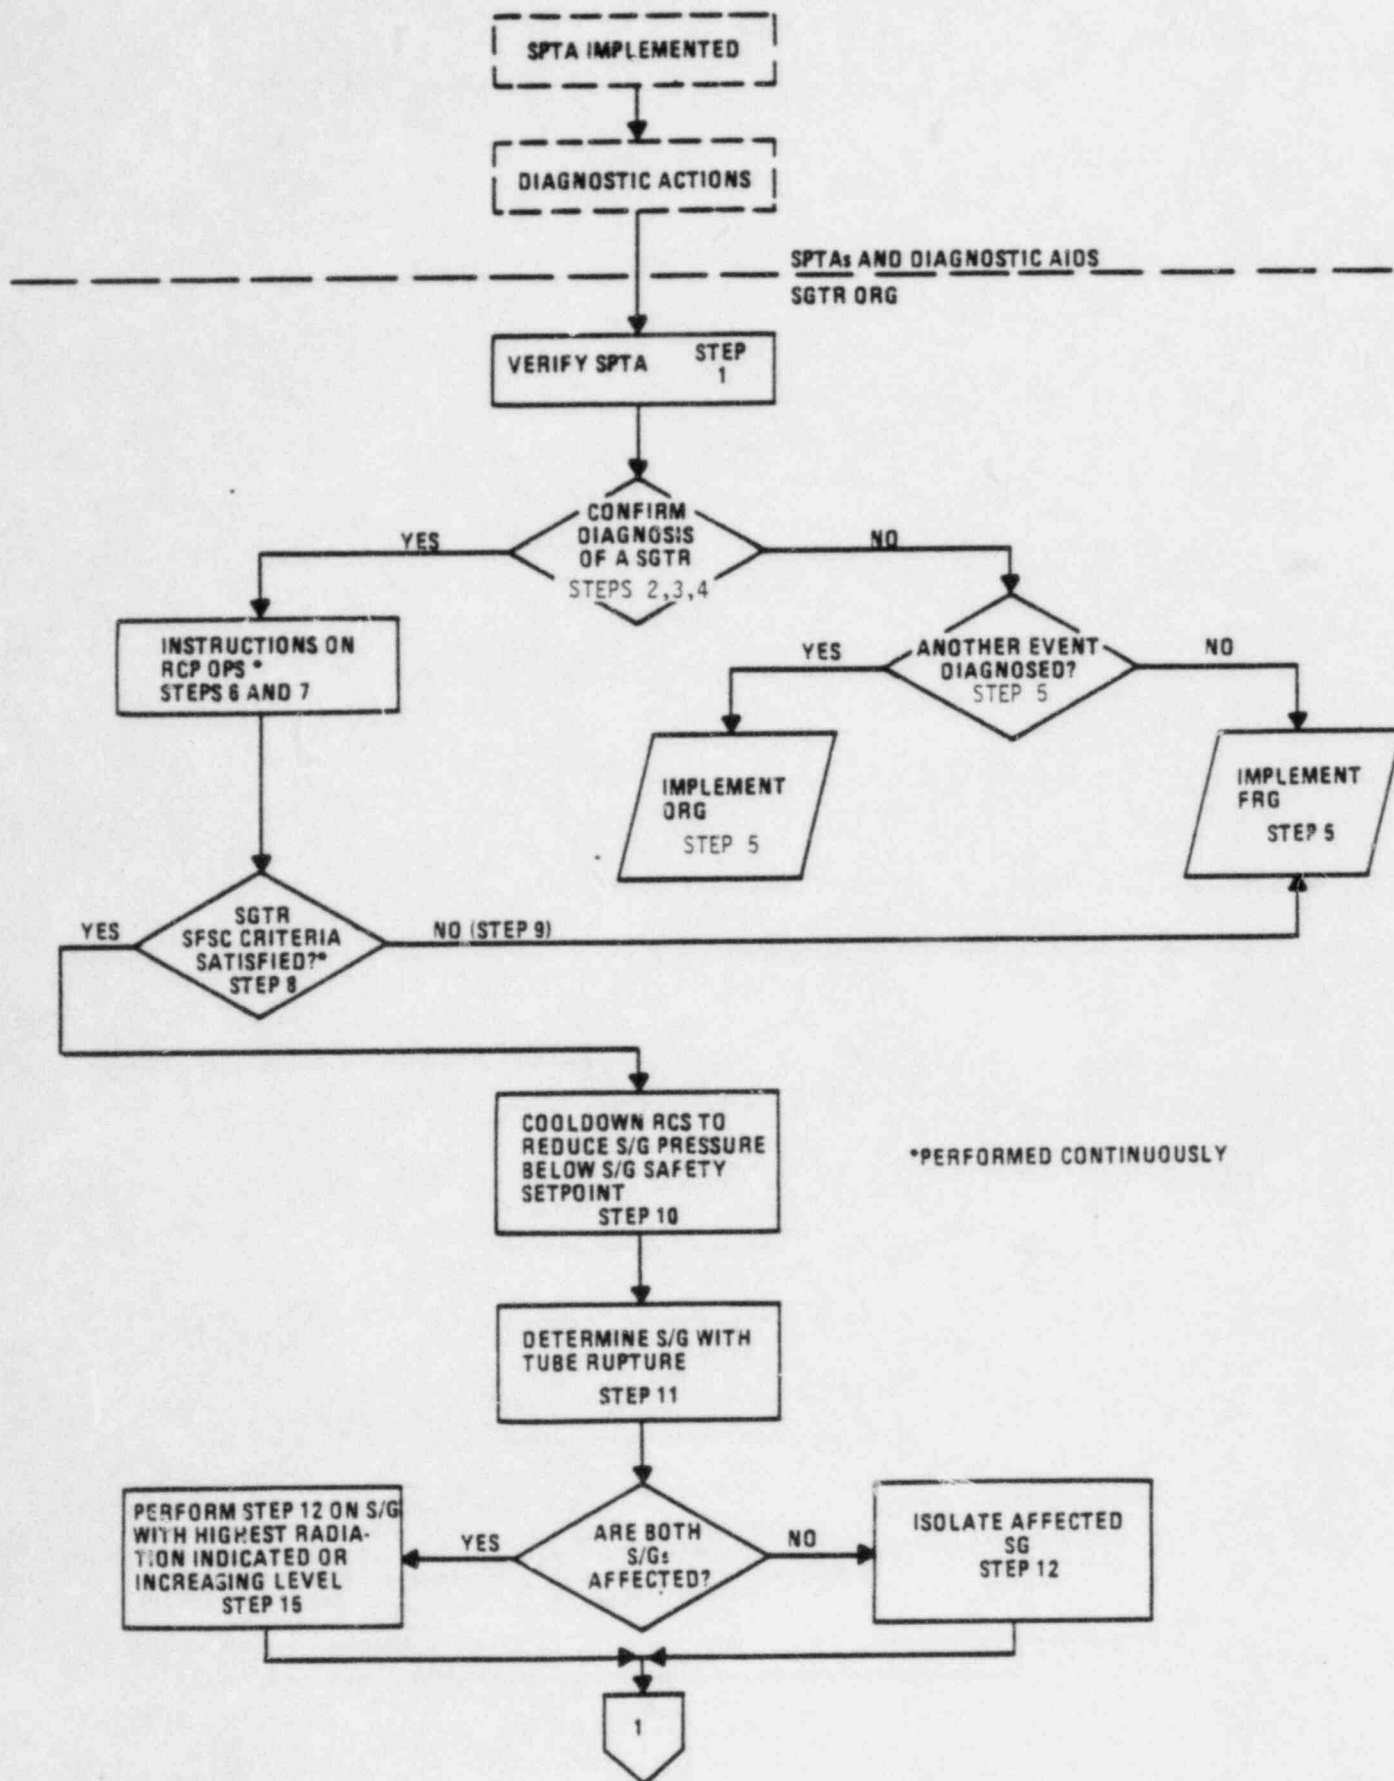 SPTA IMPLEMENTED
DIAGNOSTIC ACTIONS
SPTAs AND DIAGNOSTIC AIDS
SGTR ORG
VERIFY SPTA STEP
1
CONFIRM
DIAGNOSIS
OF A SGTR
STEPS 2,3,4
YES
NO
INSTRUCTIONS ON
RCP OPS *
STEPS 6 AND 7
ANOTHER EVENT
DIAGNOSED?
STEP 5
YES
NO
IMPLEMENT
ORG
STEP 5
IMPLEMENT
FRG
STEP 5
SGTR
SFSC CRITERIA
SATISFIED?*
STEP 8
YES
NO (STEP 9)
COOLDOWN RCS TO
REDUCE S/G PRESSURE
BELOW S/G SAFETY
SETPOINT
STEP 10
*PERFORMED CONTINUOUSLY
DETERMINE S/G WITH
TUBE RUPTURE
STEP 11
PERFORM STEP 12 ON S/G
WITH HIGHEST RADIA-
TION INDICATED OR
INCREASING LEVEL
STEP 15
YES
ARE BOTH
S/Gs
AFFECTED?
NO
ISOLATE AFFECTED
SG
STEP 12
1